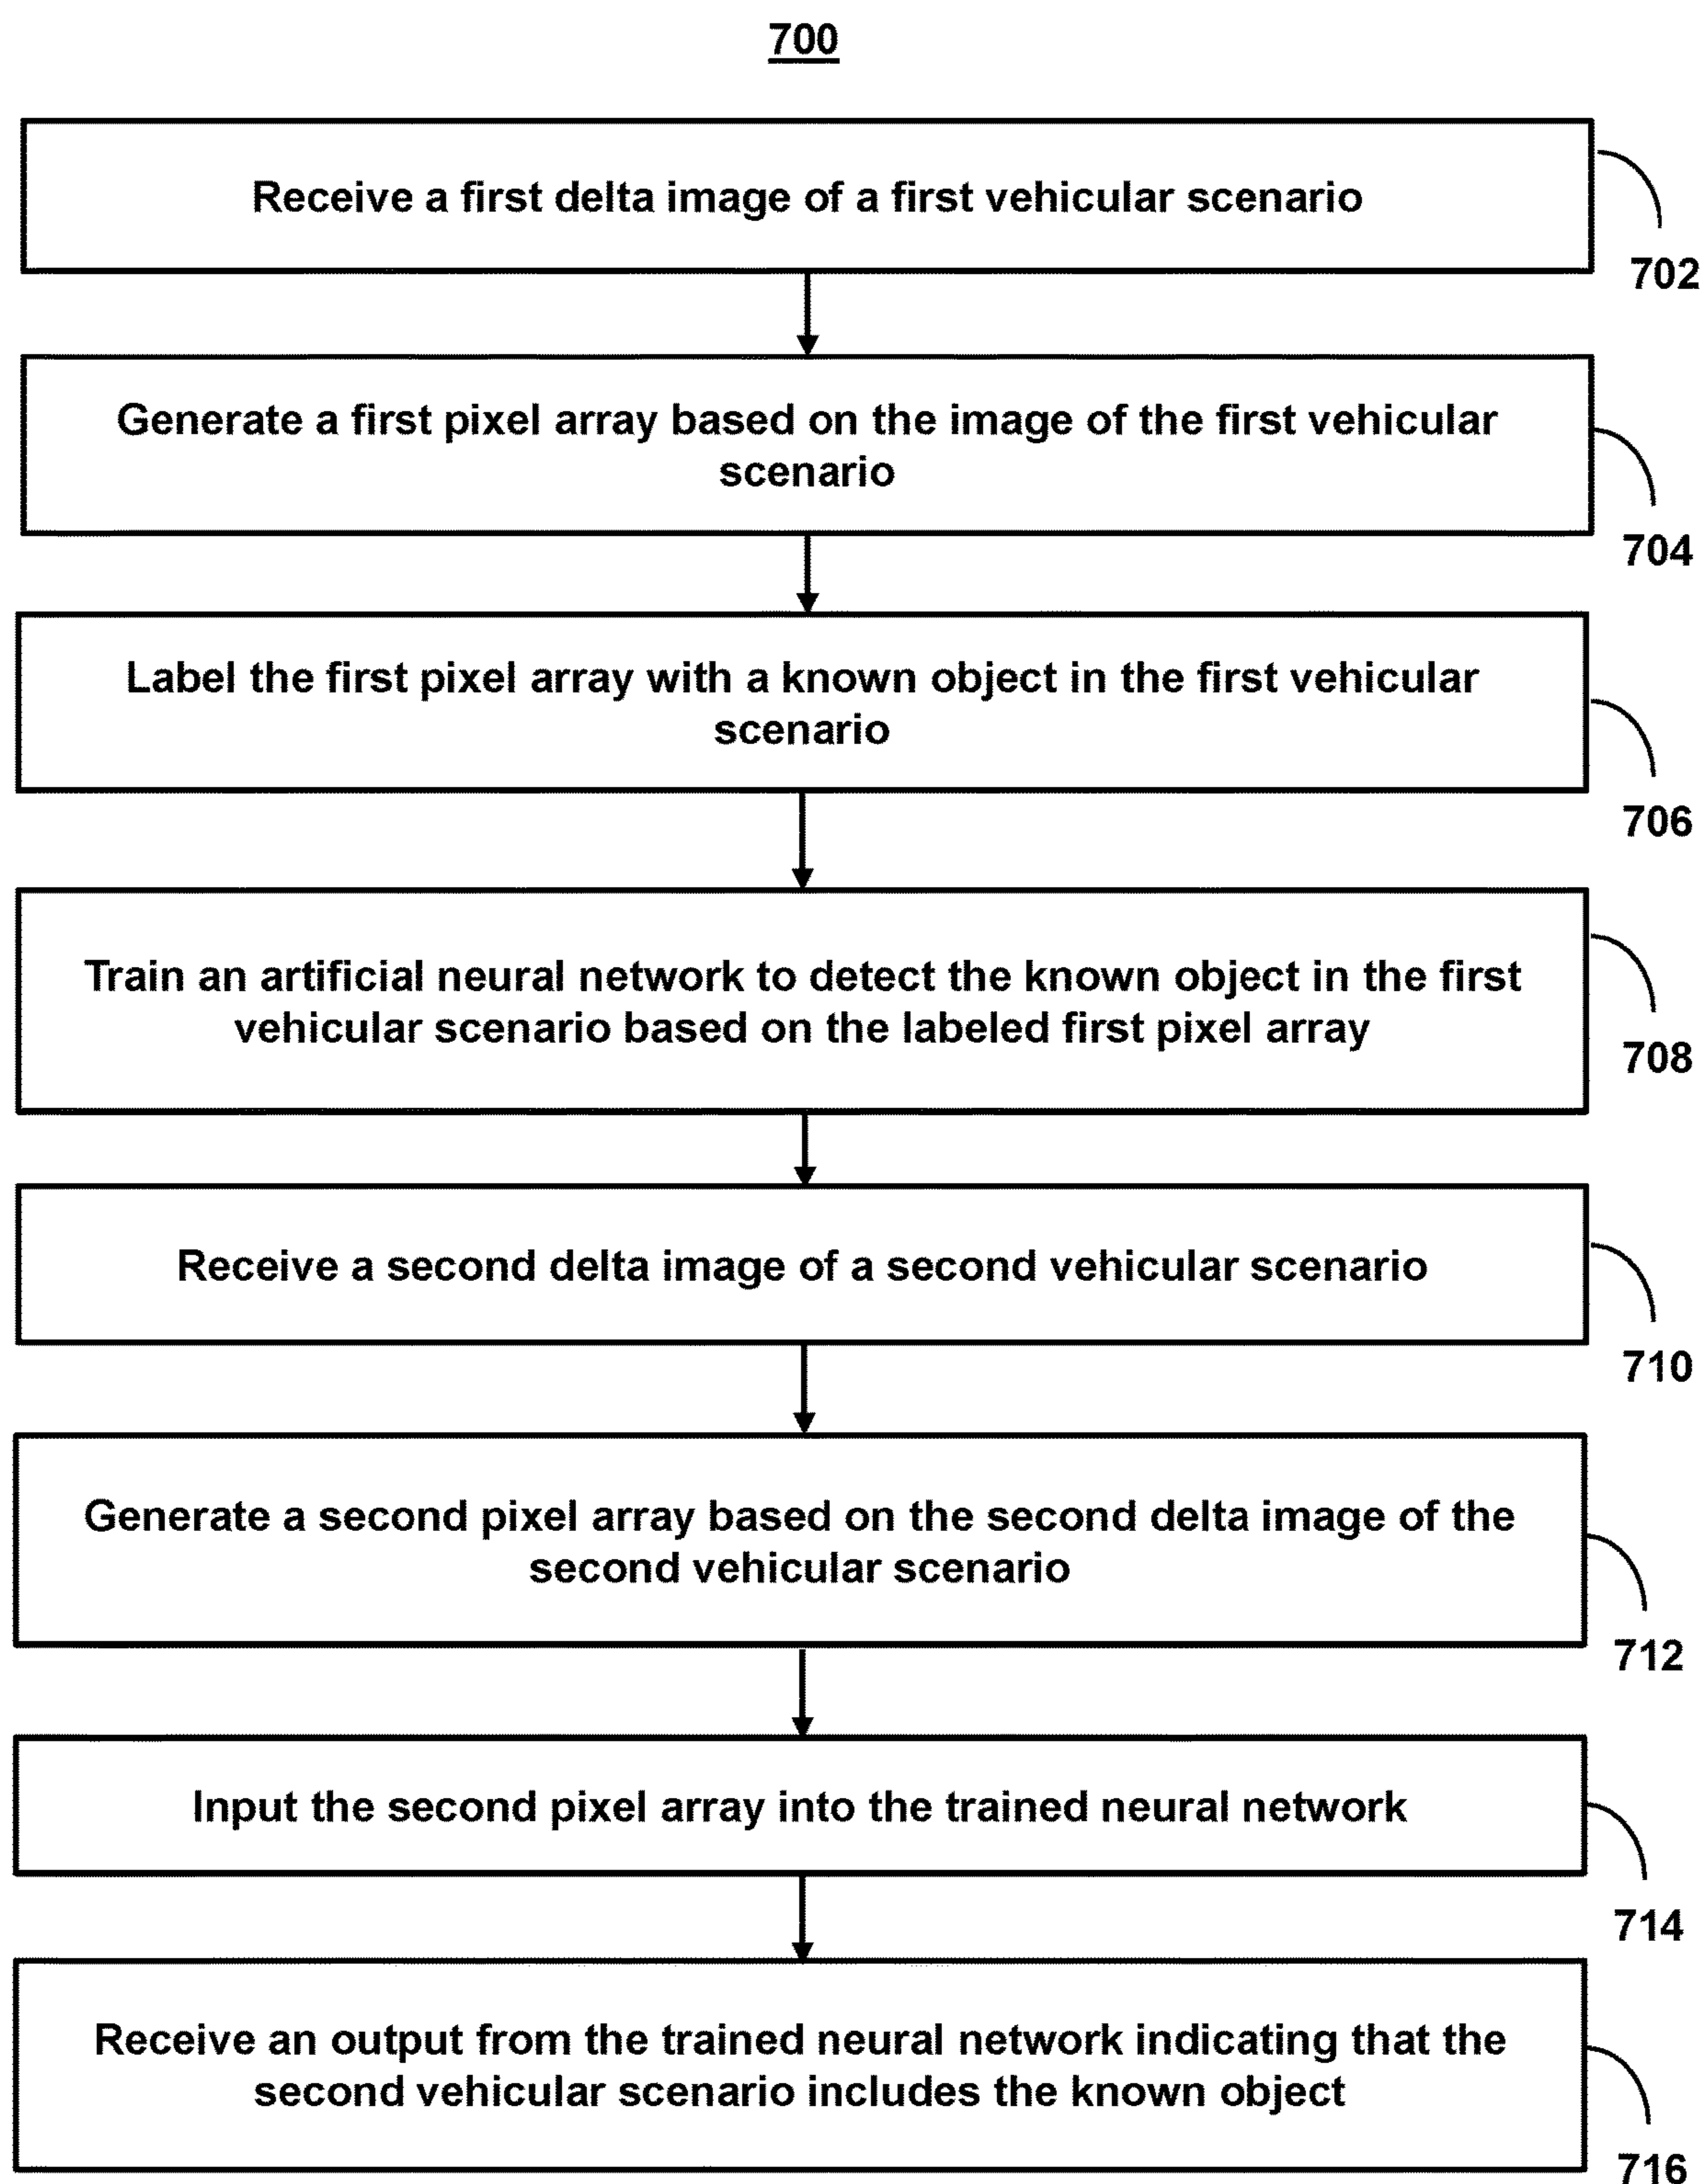 700
Receive a first delta image of a first vehicular scenario
702
Generate a first pixel array based on the image of the first vehicular
scenario
704
Label the first pixel array with a known object in the first vehicular
scenario
706
Train an artificial neural network to detect the known object in the first
vehicular scenario based on the labeled first pixel array
708
Receive a second delta image of a second vehicular scenario
710
Generate a second pixel array based on the second delta image of the
second vehicular scenario
712
Input the second pixel array into the trained neural network
714
Receive an output from the trained neural network indicating that the
second vehicular scenario includes the known object
716